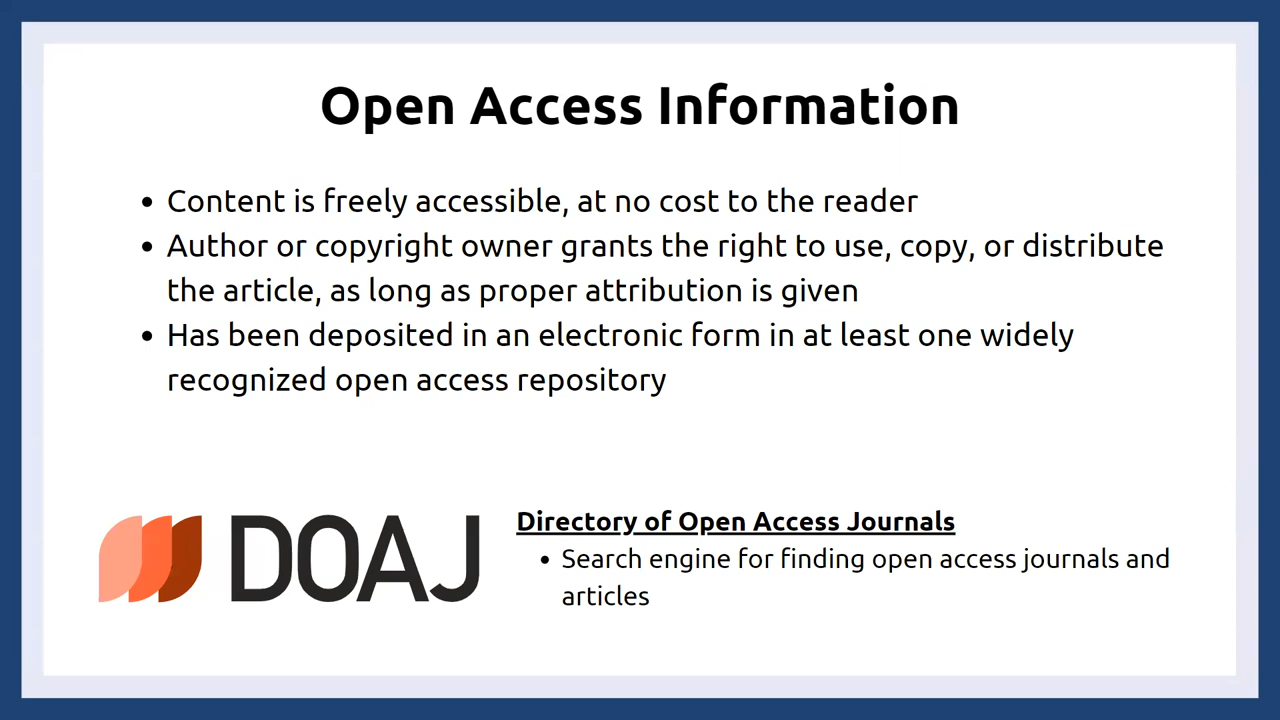 Open Access Information
• Content is freely accessible, at no cost to the reader
• Author or copyright owner grants the right to use, copy, or distribute
the article, as long as proper attribution is given
• Has been deposited in an electronic form in at least one widely
recognized open access repository
DOAJ
Directory of Open Access Journals
• Search engine for finding open access journals and
articles